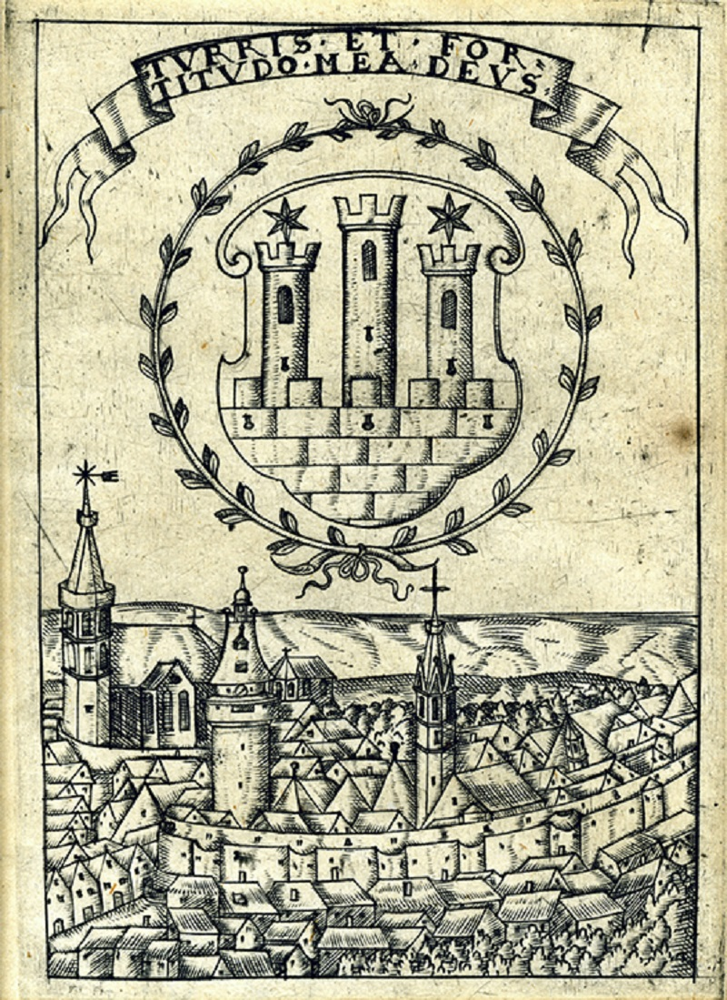 TVRRIS · ET · FOR=
TITVDO · MEA · DEVS ·